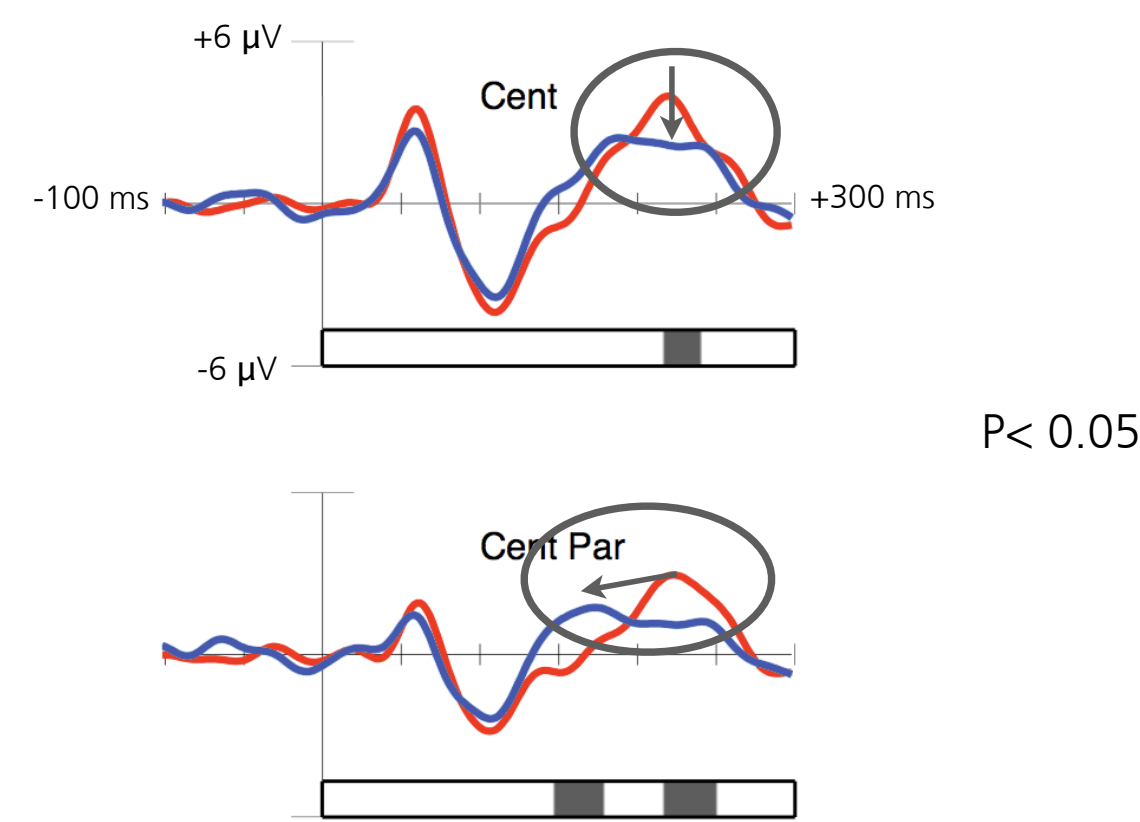 +6 μV
Cent
-100 ms
+300 ms
-6 μV
P< 0.05
Cent Par